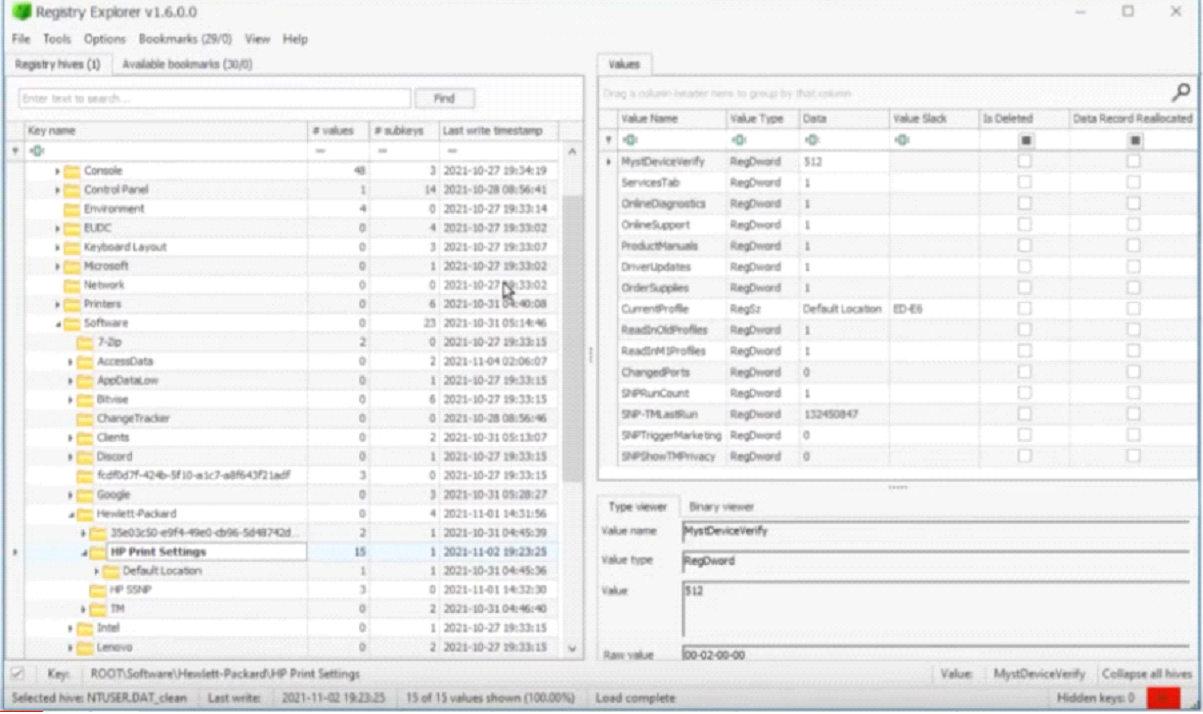 Registry Explorer v1.6.0.0
File Tools Options Bookmarks (29/0) View Help
Registry hives (1) Available bookmarks (30/0)
Enter text to search... Find
Key name # values # subkeys Last write timestamp
Console 48 3 2021-10-27 19:34:19
Control Panel 1 14 2021-10-28 08:56:41
Environment 4 0 2021-10-27 19:33:14
EUDC 0 4 2021-10-27 19:33:02
Keyboard Layout 0 3 2021-10-27 19:33:07
Microsoft 0 1 2021-10-27 19:33:02
Network 0 0 2021-10-27 19:33:02
Printers 0 6 2021-10-31 04:40:08
Software 0 23 2021-10-31 05:14:46
7-Zip 2 0 2021-10-27 19:33:15
AccessData 0 2 2021-11-04 02:06:07
AppDataLow 0 1 2021-10-27 19:33:15
Bitvise 0 6 2021-10-27 19:33:15
ChangeTracker 0 0 2021-10-28 08:56:46
Clients 0 2 2021-10-31 05:13:07
Discord 0 1 2021-10-27 19:33:15
fcdf0d7f-424b-5f10-a1c7-a8f643f21adf 3 0 2021-10-27 19:33:15
Google 0 3 2021-10-31 05:28:27
Hewlett-Packard 0 4 2021-11-01 14:31:56
35e03c50-e9f4-49e0-cb96-5d48742d... 2 1 2021-10-31 04:45:39
HP Print Settings 15 1 2021-11-02 19:23:25
Default Location 1 1 2021-10-31 04:45:36
HP SSNP 3 0 2021-11-01 14:32:30
TM 0 2 2021-10-31 04:46:40
Intel 0 1 2021-10-27 19:33:15
Lenovo 0 2 2021-10-27 19:33:15
Values
Drag a column header here to group by that column
Value Name Value Type Data Value Slack Is Deleted Data Record Reallocated
MystDeviceVerify RegDword 512
ServicesTab RegDword 1
OnlineDiagnostics RegDword 1
OnlineSupport RegDword 1
ProductManuals RegDword 1
DriverUpdates RegDword 1
OrderSupplies RegDword 1
CurrentProfile RegSz Default Location ED-E6
ReadInOldProfiles RegDword 1
ReadInM1Profiles RegDword 1
ChangedPorts RegDword 0
SNPRunCount RegDword 1
SNP-TMLastRun RegDword 132450847
SNPTriggerMarketing RegDword 0
SNPShowTMPrivacy RegDword 0
Type viewer Binary viewer
Value name MystDeviceVerify
Value type RegDword
Value 512
Raw value 00-02-00-00
Key: ROOT\Software\Hewlett-Packard\HP Print Settings Value: MystDeviceVerify Collapse all hives
Selected hive: NTUSER.DAT_clean Last write: 2021-11-02 19:23:25 15 of 15 values shown (100.00%) Load complete Hidden keys: 0